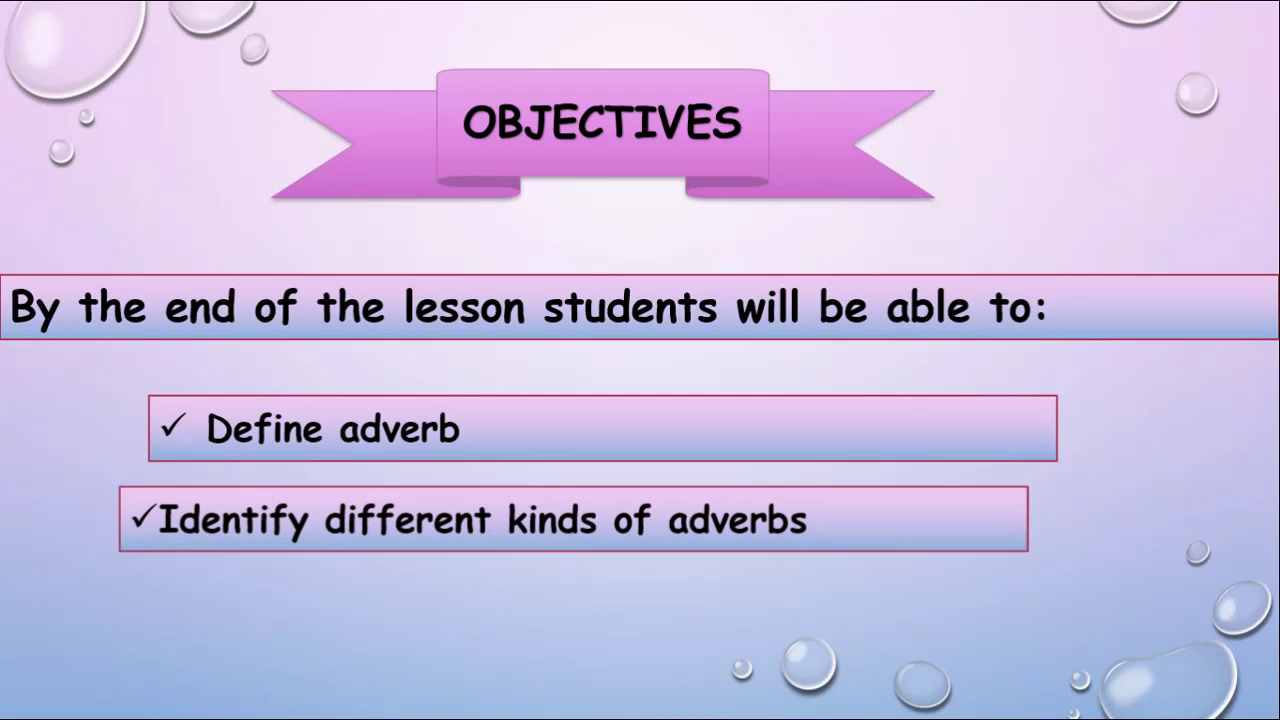 OBJECTIVES
By the end of the lesson students will be able to:
✓ Define adverb
✓Identify different kinds of adverbs